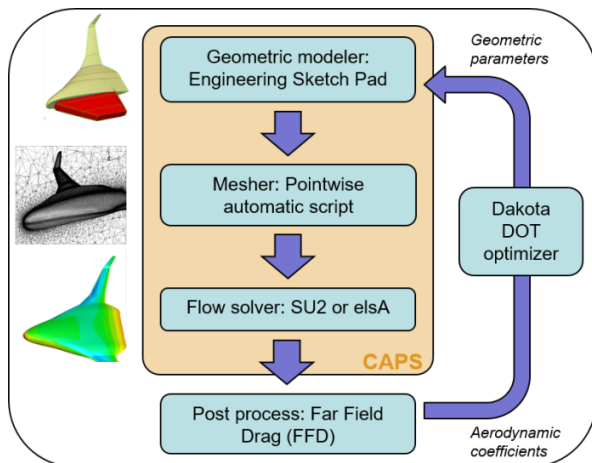 Geometric modeler:
Engineering Sketch Pad
Geometric
parameters
Mesher: Pointwise
automatic script
Dakota
DOT
optimizer
Flow solver: SU2 or elsA
CAPS
Post process: Far Field
Drag (FFD)
Aerodynamic
coefficients